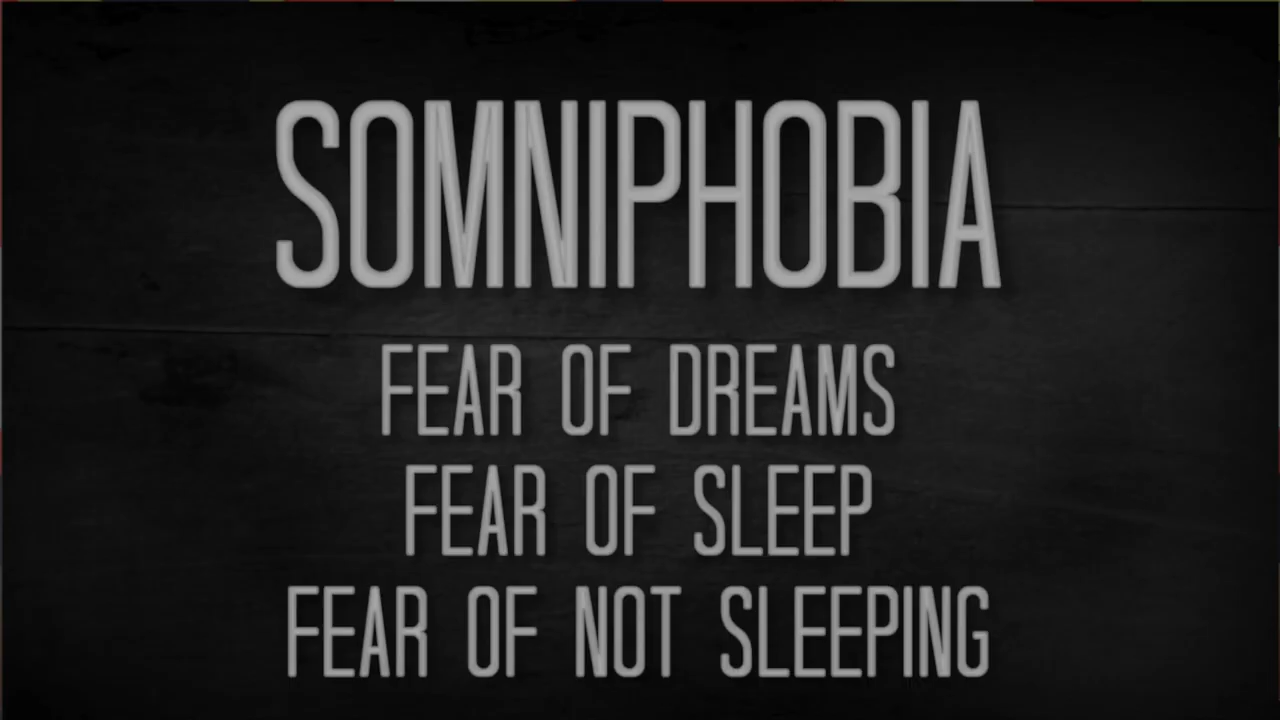 SOMNIPHOBIA
FEAR OF DREAMS
FEAR OF SLEEP
FEAR OF NOT SLEEPING